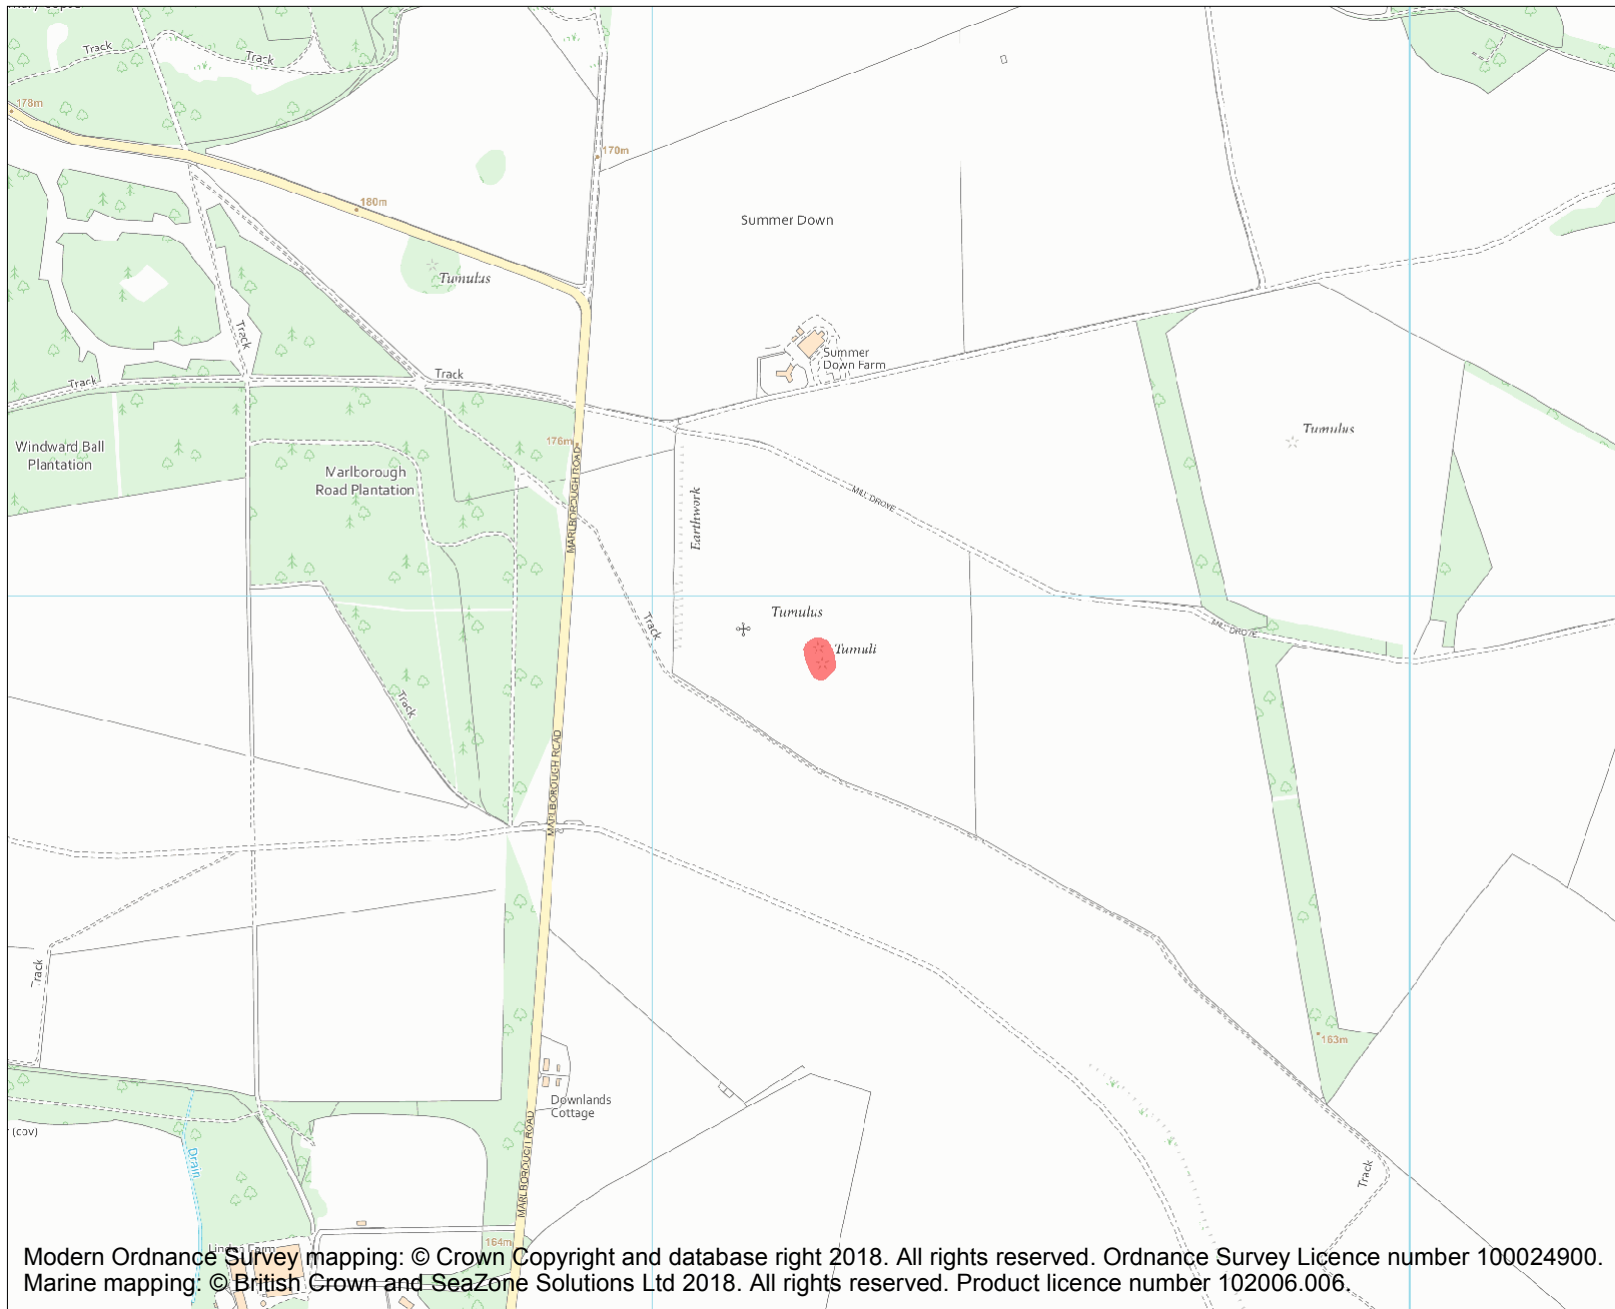 Track
Track
178m
170m
180m
Summer Down
Tumulus
Track
Summer
Down Farm
Track
Track
Tumulus
176m
Windward Ball
Plantation
Marlborough
Road Plantation
MARLBOROUGH ROAD
MILL DROVE
Earthwork
Tumulus
Track
MILL DROVE
Tumuli
Track
MARLBOROUGH ROAD
Track
163m
Downlands
Cottage
(cov)
MARLBOROUGH ROAD
Drain
Track
164m
Linden Farm
Modern Ordnance Survey mapping: © Crown Copyright and database right 2018. All rights reserved. Ordnance Survey Licence number 100024900.
Marine mapping: © British Crown and SeaZone Solutions Ltd 2018. All rights reserved. Product licence number 102006.006.